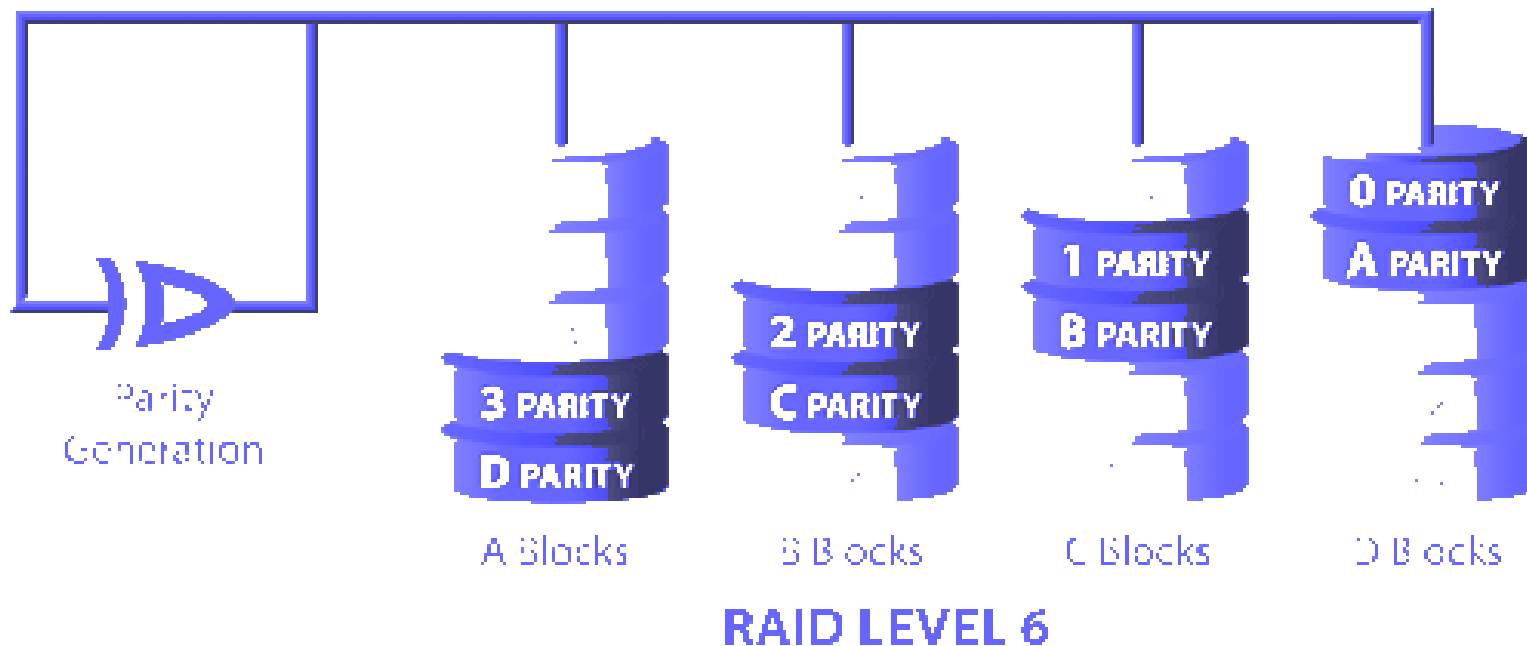 0 PARITY
1 PARITY
A PARITY
2 PARITY
B PARITY
3 PARITY
C PARITY
D PARITY
Parity
Generation
A Blocks
B Blocks
C Blocks
D Blocks
RAID LEVEL 6